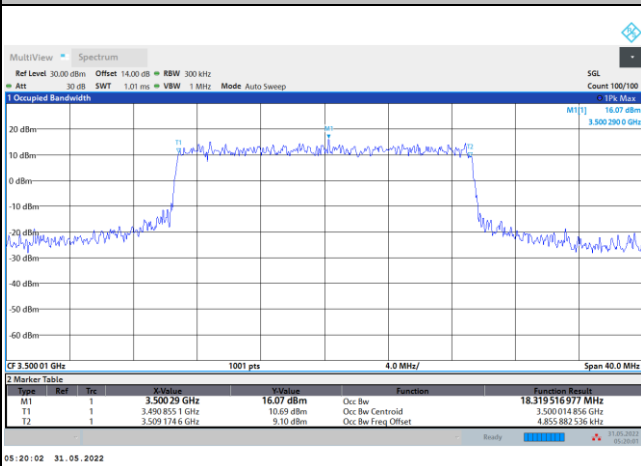 MultiView Spectrum
Ref Level 30.00 dBm Offset 14.00 dB RBW 300 kHz SGL
Att 30 dB SWT 1.01 ms VBW 1 MHz Mode Auto Sweep Count 100/100
1 Occupied Bandwidth 1Pk Max
M1[1] 16.07 dBm
3.500 290 0 GHz
20 dBm
M1
T1
T2
10 dBm
0 dBm
-10 dBm
-20 dBm
-30 dBm
-40 dBm
-50 dBm
-60 dBm
CF 3.500 01 GHz 1001 pts 4.0 MHz/ Span 40.0 MHz
2 Marker Table
Type Ref Trc X-Value Y-Value Function Function Result
M1 1 3.500 29 GHz 16.07 dBm Occ Bw 18.319 516 977 MHz
T1 1 3.490 855 1 GHz 10.69 dBm Occ Bw Centroid 3.500 014 856 GHz
T2 1 3.509 174 6 GHz 9.10 dBm Occ Bw Freq Offset 4.855 882 536 kHz
Ready 31.05.2022
05:20:01
05:20:02 31.05.2022